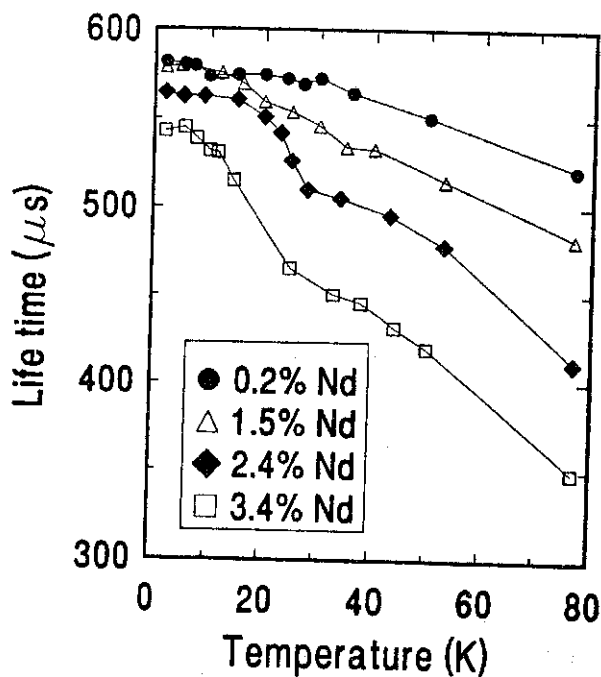 600
500
400
300
Life time (μs)
0.2% Nd
1.5% Nd
2.4% Nd
3.4% Nd
0 20 40 60 80
Temperature (K)